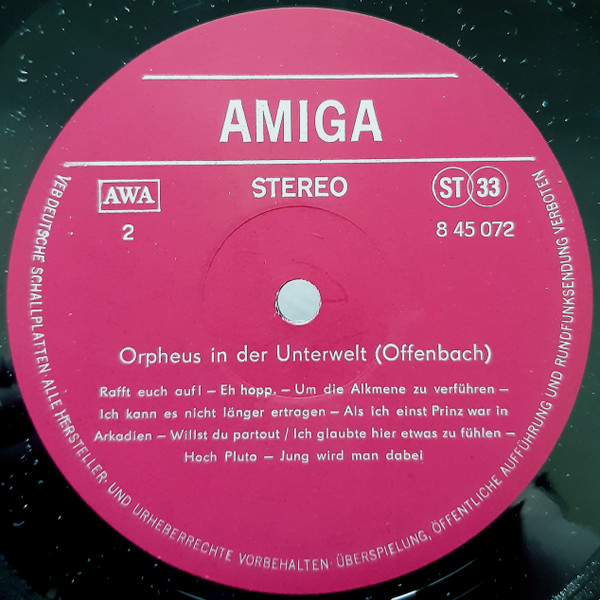 AMIGA
AWA
STEREO
ST 33
2
8 45 072
Orpheus in der Unterwelt (Offenbach)
Rafft euch auf! – Eh hopp. – Um die Alkmene zu verführen –
Ich kann es nicht länger ertragen – Als ich einst Prinz war in
Arkadien – Willst du partout / Ich glaubte hier etwas zu fühlen –
Hoch Pluto – Jung wird man dabei
VEB DEUTSCHE SCHALLPLATTEN · ALLE HERSTELLER- UND URHEBERRECHTE VORBEHALTEN · ÜBERSPIELUNG, ÖFFENTLICHE AUFFÜHRUNG UND RUNDFUNKSENDUNG VERBOTEN